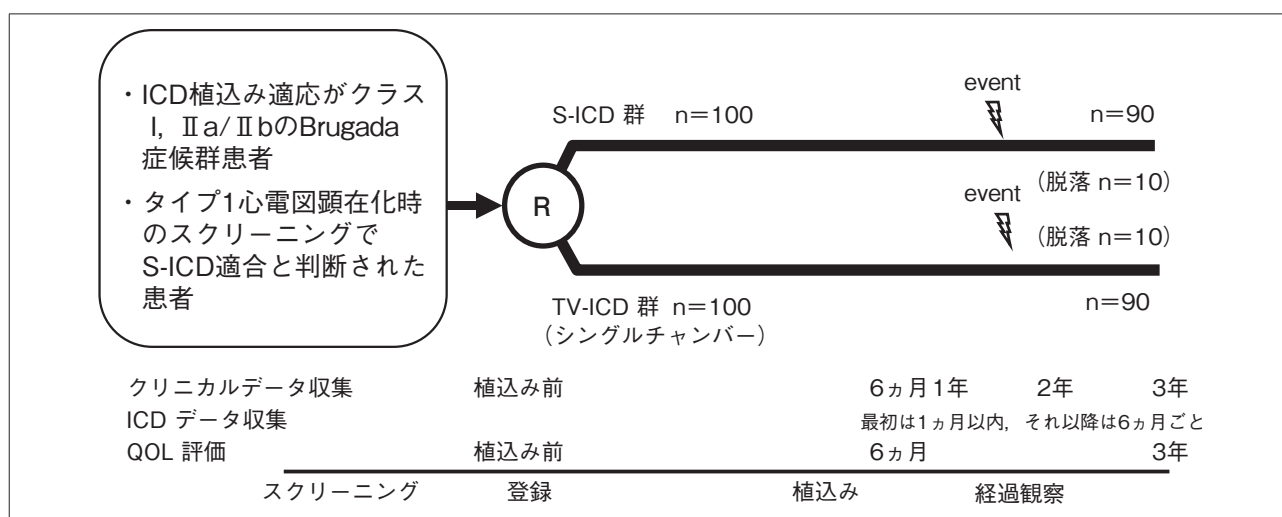 ・ICD植込み適応がクラス
I, Ⅱa/ⅡbのBrugada
症候群患者
・タイプ1心電図顕在化時
のスクリーニングで
S-ICD適合と判断された
患者
R
S-ICD 群 n=100
event
n=90
(脱落 n=10)
event
(脱落 n=10)
TV-ICD 群 n=100
(シングルチャンバー)
n=90
クリニカルデータ収集 植込み前 6ヵ月 1年 2年 3年
ICD データ収集 最初は1ヵ月以内, それ以降は6ヵ月ごと
QOL 評価 植込み前 6ヵ月 3年
スクリーニング 登録 植込み 経過観察